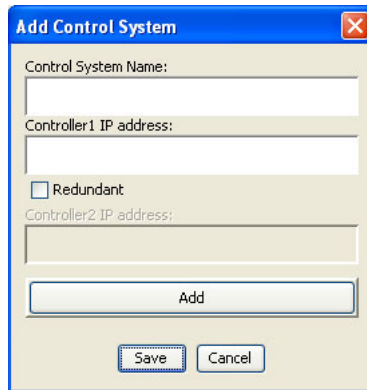 Add Control System
Control System Name:
Controller1 IP address:
Redundant
Controller2 IP address:
Add
Save Cancel